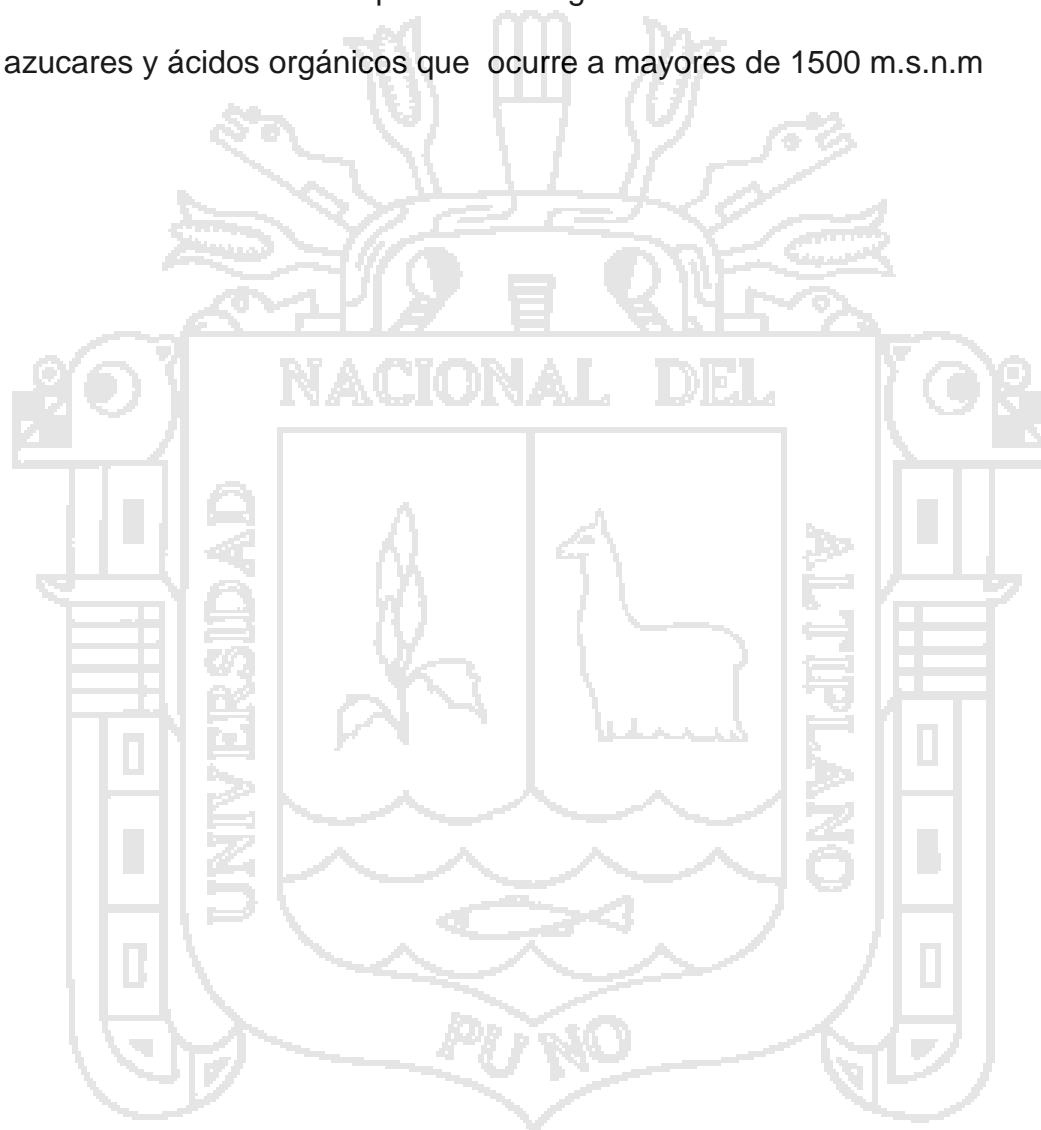 azucares y ácidos orgánicos que ocurre a mayores de 1500 m.s.n.m
NACIONAL DEL
UNIVERSIDAD
ALTIPLANO
PUNO